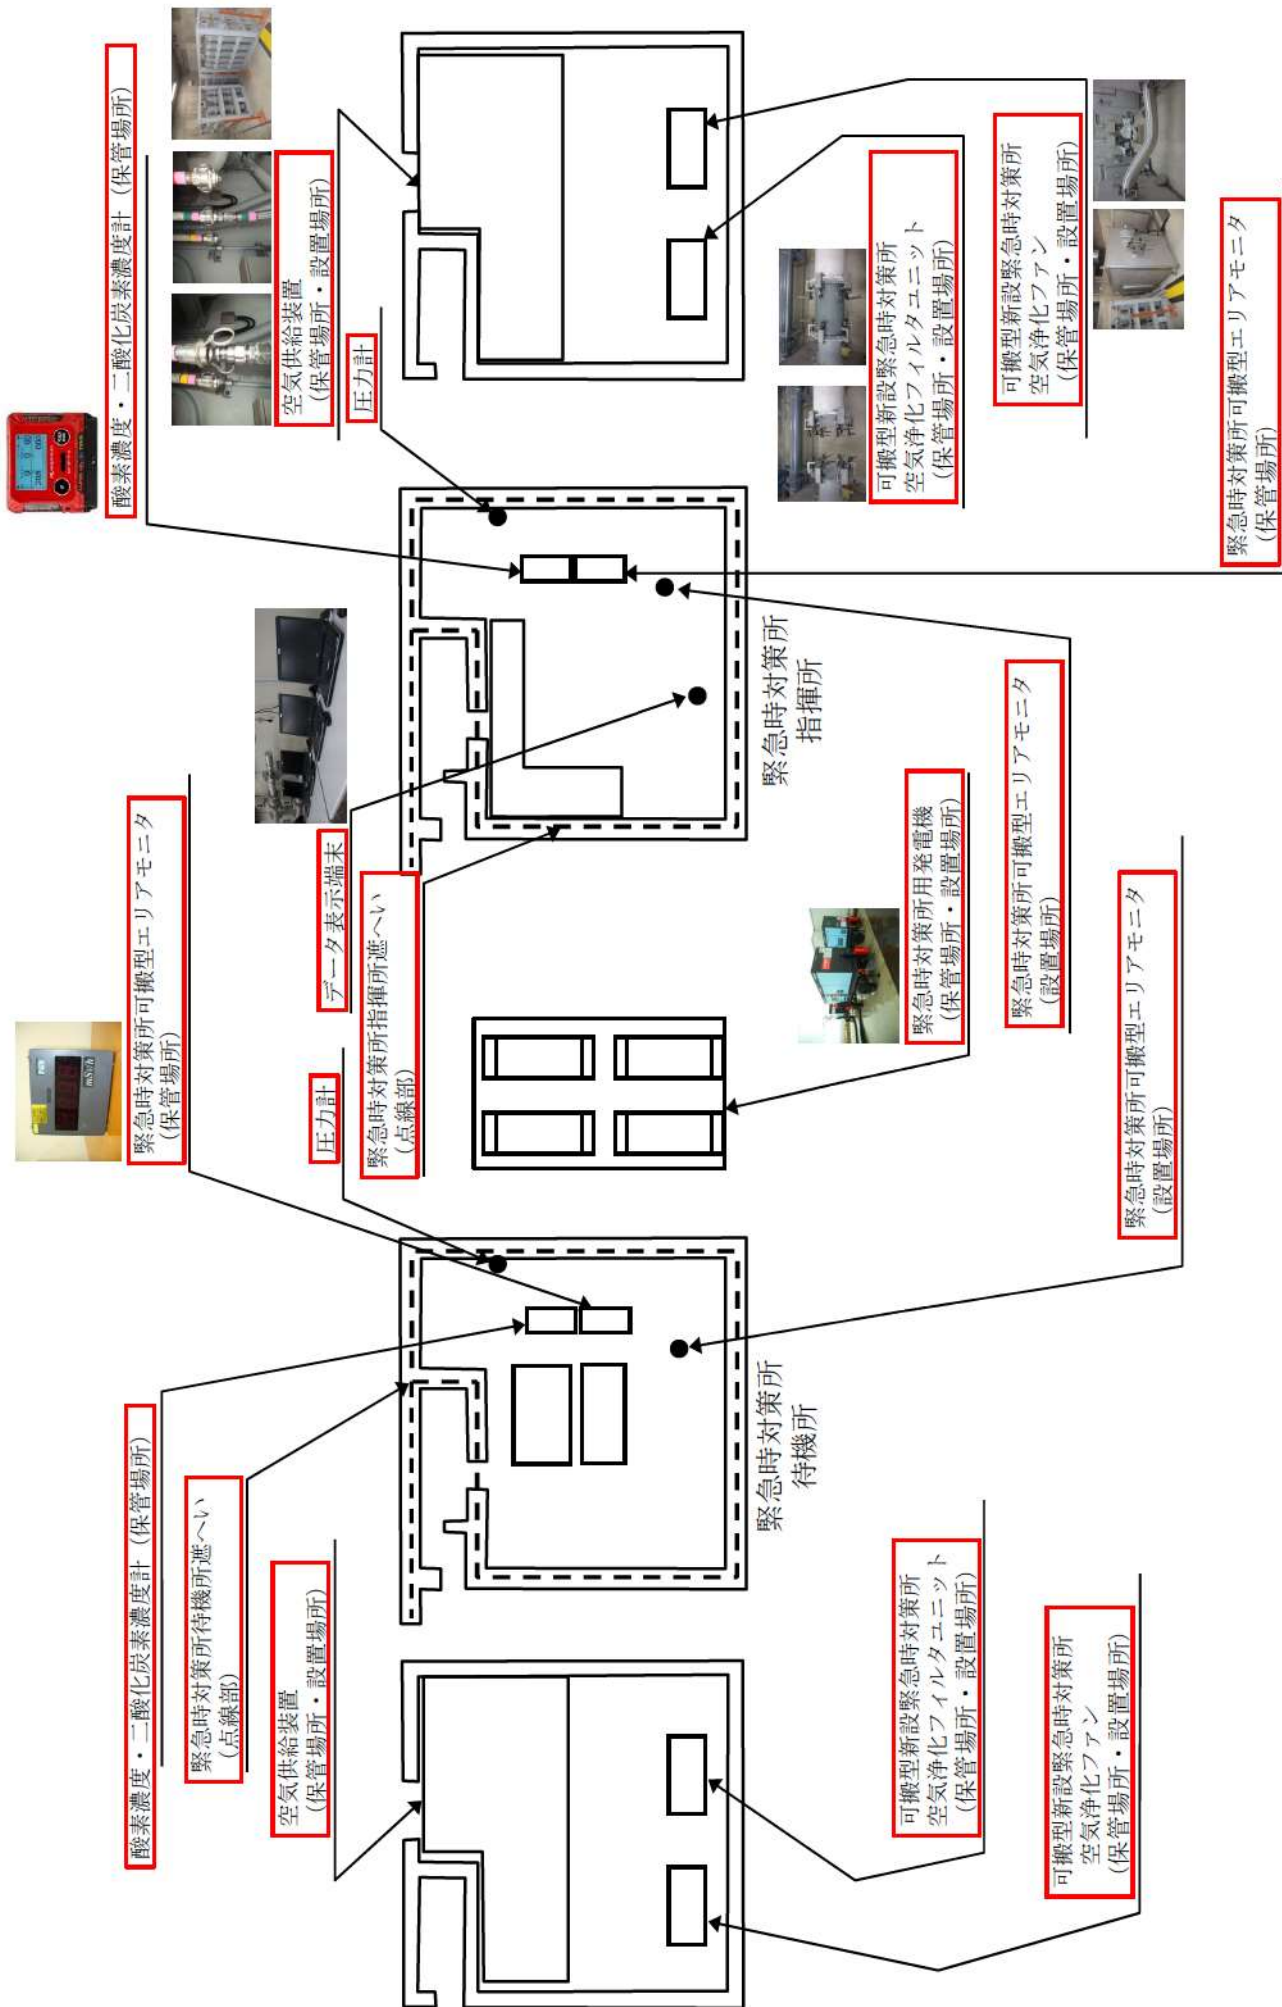 酸素濃度・二酸化炭素濃度計（保管場所）
緊急時対策所待機所遮へい
（点線部）
空気供給装置
（保管場所・設置場所）
緊急時対策所可搬型エリアモニタ
（保管場所）
圧力計
緊急時対策所指揮所遮へい
（点線部）
データ表示端末
酸素濃度・二酸化炭素濃度計（保管場所）
空気供給装置
（保管場所・設置場所）
圧力計
緊急時対策所
待機所
緊急時対策所
指揮所
可搬型新設緊急時対策所
空気浄化フィルタユニット
（保管場所・設置場所）
可搬型新設緊急時対策所
空気浄化ファン
（保管場所・設置場所）
緊急時対策所用発電機
（保管場所・設置場所）
緊急時対策所可搬型エリアモニタ
（設置場所）
緊急時対策所可搬型エリアモニタ
（設置場所）
可搬型新設緊急時対策所
空気浄化フィルタユニット
（保管場所・設置場所）
可搬型新設緊急時対策所
空気浄化ファン
（保管場所・設置場所）
緊急時対策所可搬型エリアモニタ
（保管場所）